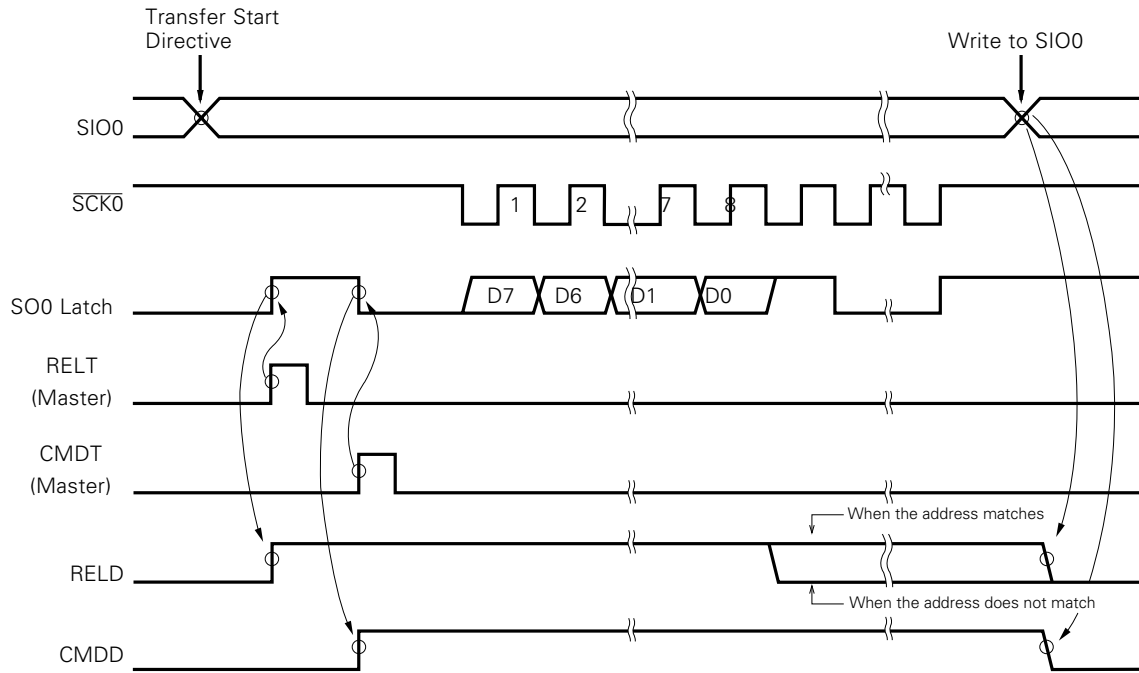 Transfer Start
Directive
Write to SIO0
SIO0
SCK0
1 2 7 8
SO0 Latch
D7 D6 D1 D0
RELT
(Master)
CMDT
(Master)
When the address matches
RELD
When the address does not match
CMDD